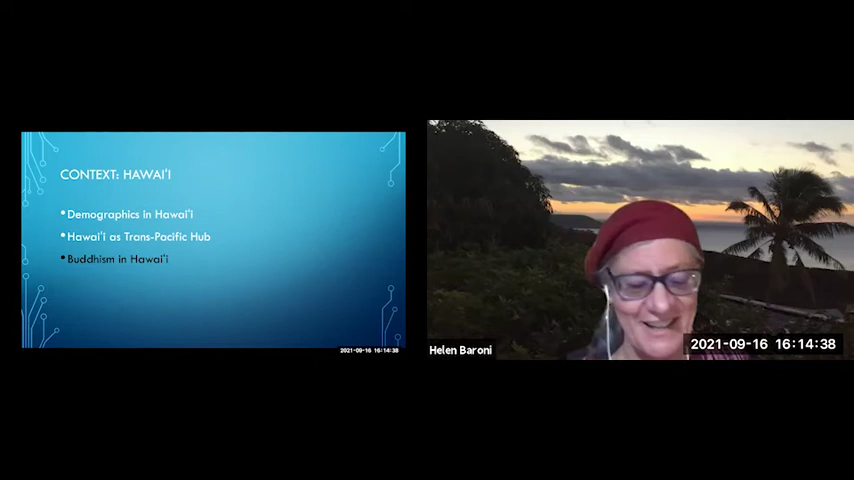 CONTEXT: HAWAI'I
•Demographics in Hawai'i
•Hawai'i as Trans-Pacific Hub
•Buddhism in Hawai'i
2021-09-16 16:14:38
Helen Baroni
2021-09-16 16:14:38